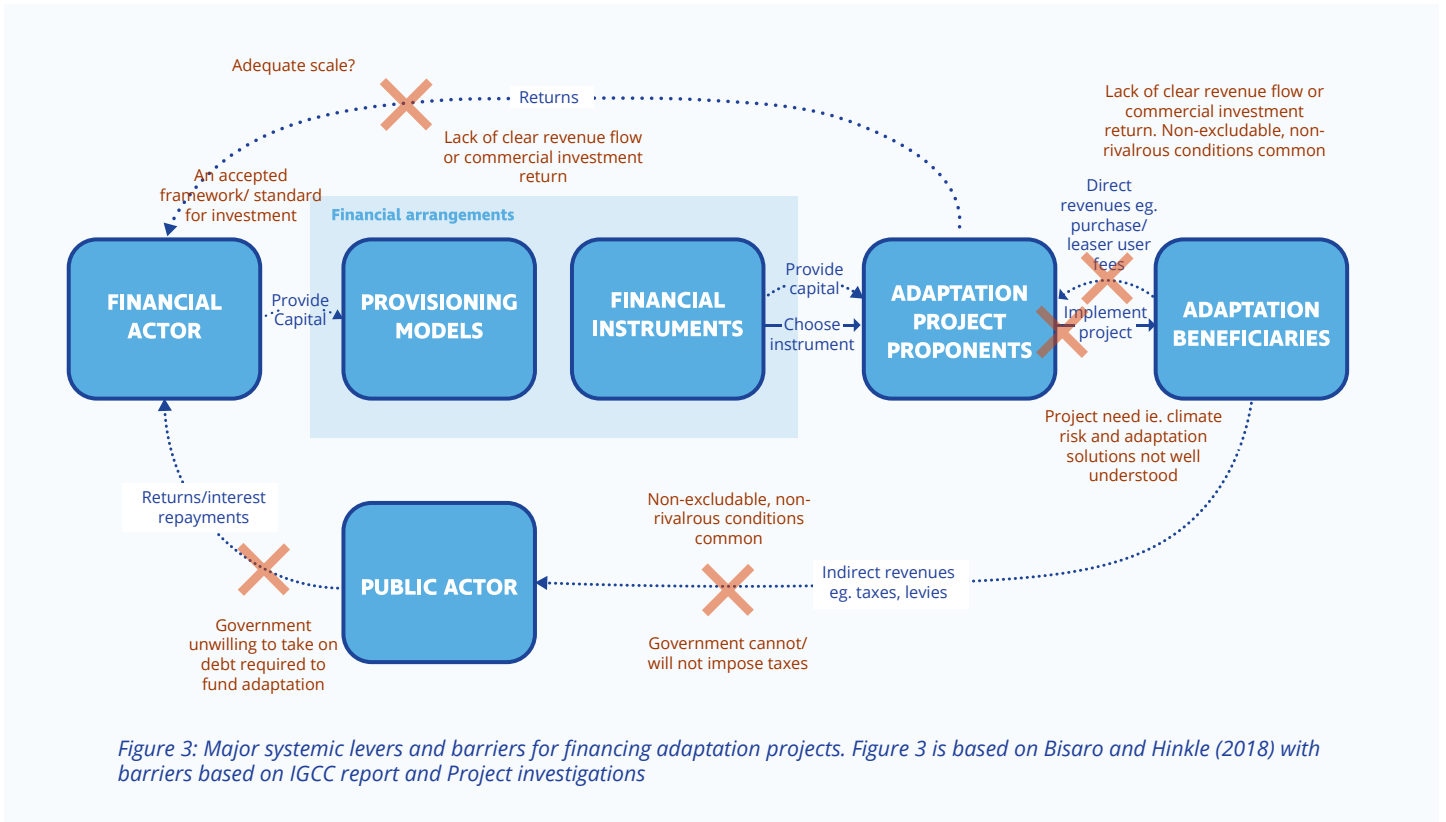 Adequate scale?
Returns
Lack of clear revenue flow
or commercial investment
return
Lack of clear revenue flow or
commercial investment
return. Non-excludable, non-
rivalrous conditions common
An accepted
framework/ standard
for investment
Financial arrangements
Direct
revenues eg.
purchase/
leaser user
fees
FINANCIAL
ACTOR
Provide
Capital
PROVISIONING
MODELS
FINANCIAL
INSTRUMENTS
Provide
capital
Choose
instrument
ADAPTATION
PROJECT
PROPONENTS
Implement
project
ADAPTATION
BENEFICIARIES
Project need ie. climate
risk and adaptation
solutions not well
understood
Returns/interest
repayments
Non-excludable, non-
rivalrous conditions
common
PUBLIC ACTOR
Indirect revenues
eg. taxes, levies
Government
unwilling to take on
debt required to
fund adaptation
Government cannot/
will not impose taxes
Figure 3: Major systemic levers and barriers for financing adaptation projects. Figure 3 is based on Bisaro and Hinkle (2018) with
barriers based on IGCC report and Project investigations